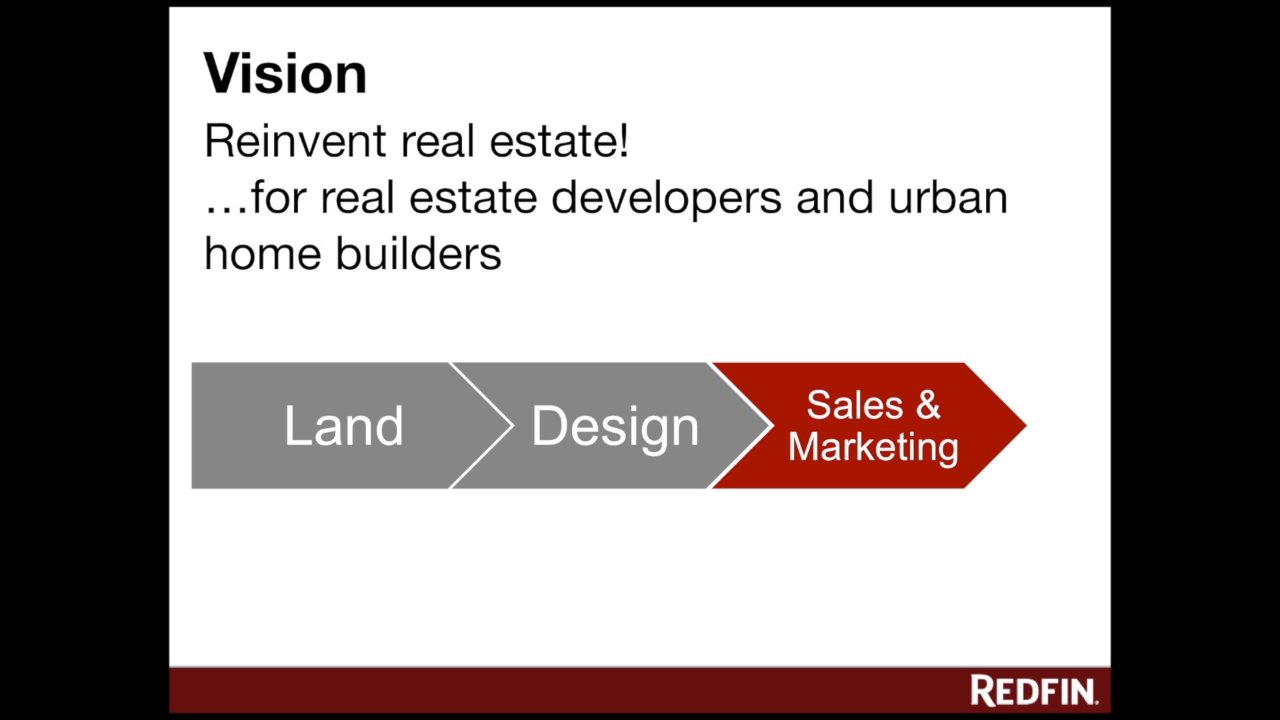 Vision
Reinvent real estate!
…for real estate developers and urban
home builders
Land
Design
Sales &
Marketing
REDFIN.